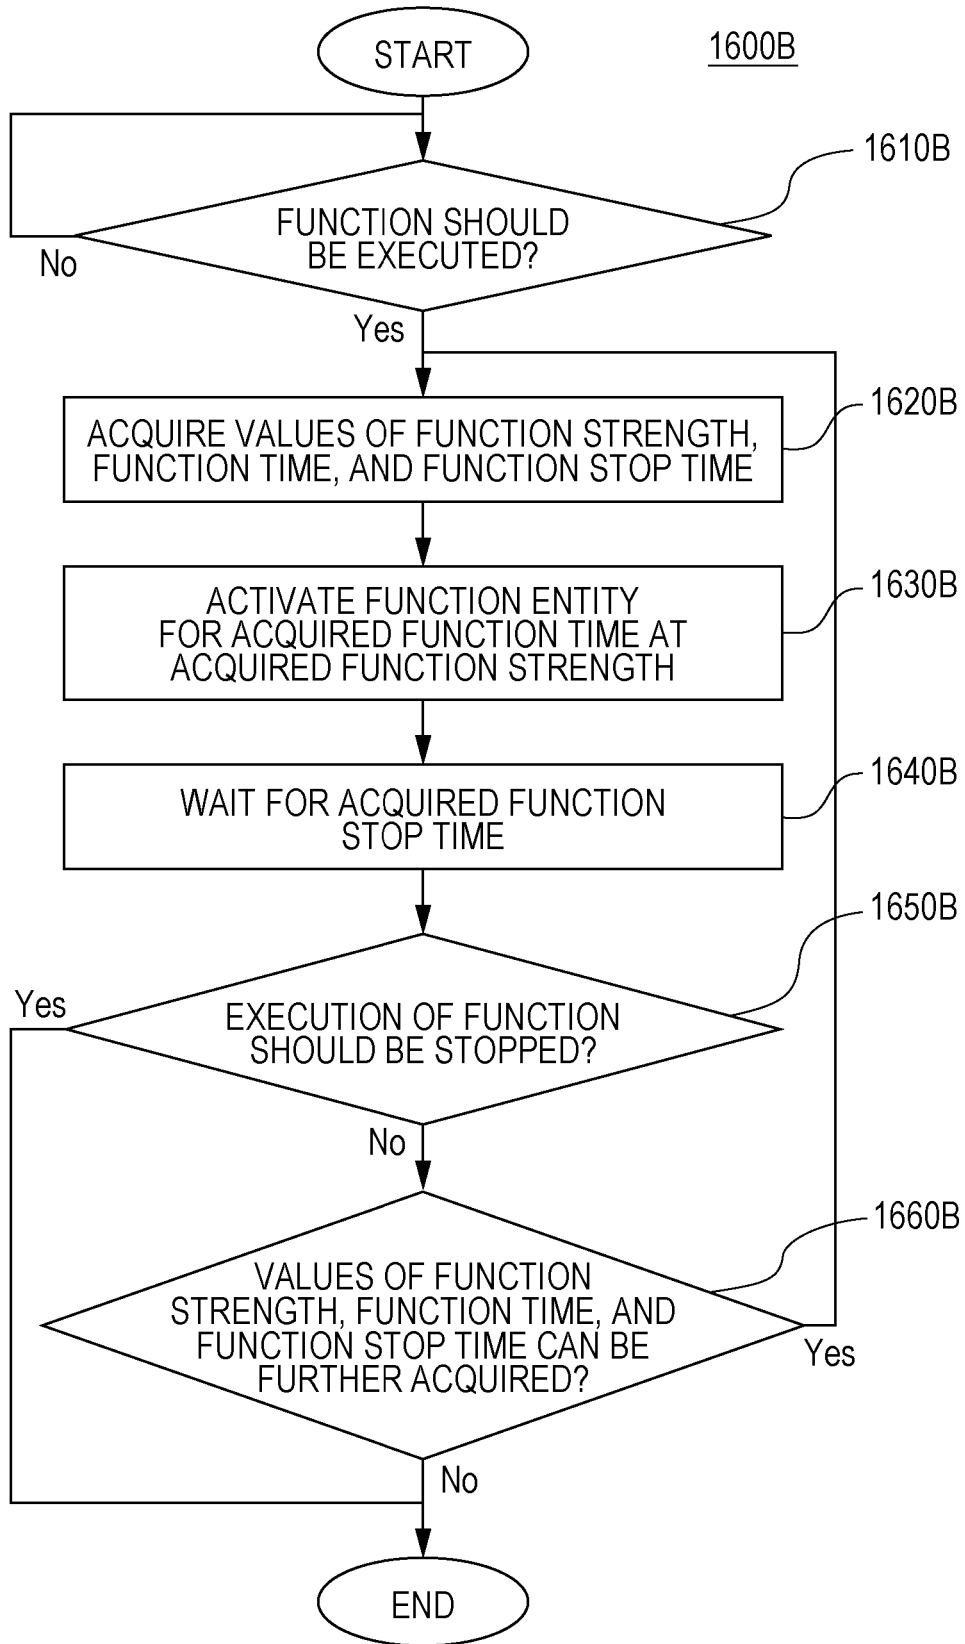 START
1600B
1610B
FUNCTION SHOULD
BE EXECUTED?
No
Yes
1620B
ACQUIRE VALUES OF FUNCTION STRENGTH,
FUNCTION TIME, AND FUNCTION STOP TIME
1630B
ACTIVATE FUNCTION ENTITY
FOR ACQUIRED FUNCTION TIME AT
ACQUIRED FUNCTION STRENGTH
1640B
WAIT FOR ACQUIRED FUNCTION
STOP TIME
1650B
Yes
EXECUTION OF FUNCTION
SHOULD BE STOPPED?
No
1660B
VALUES OF FUNCTION
STRENGTH, FUNCTION TIME, AND
FUNCTION STOP TIME CAN BE
FURTHER ACQUIRED?
Yes
No
END